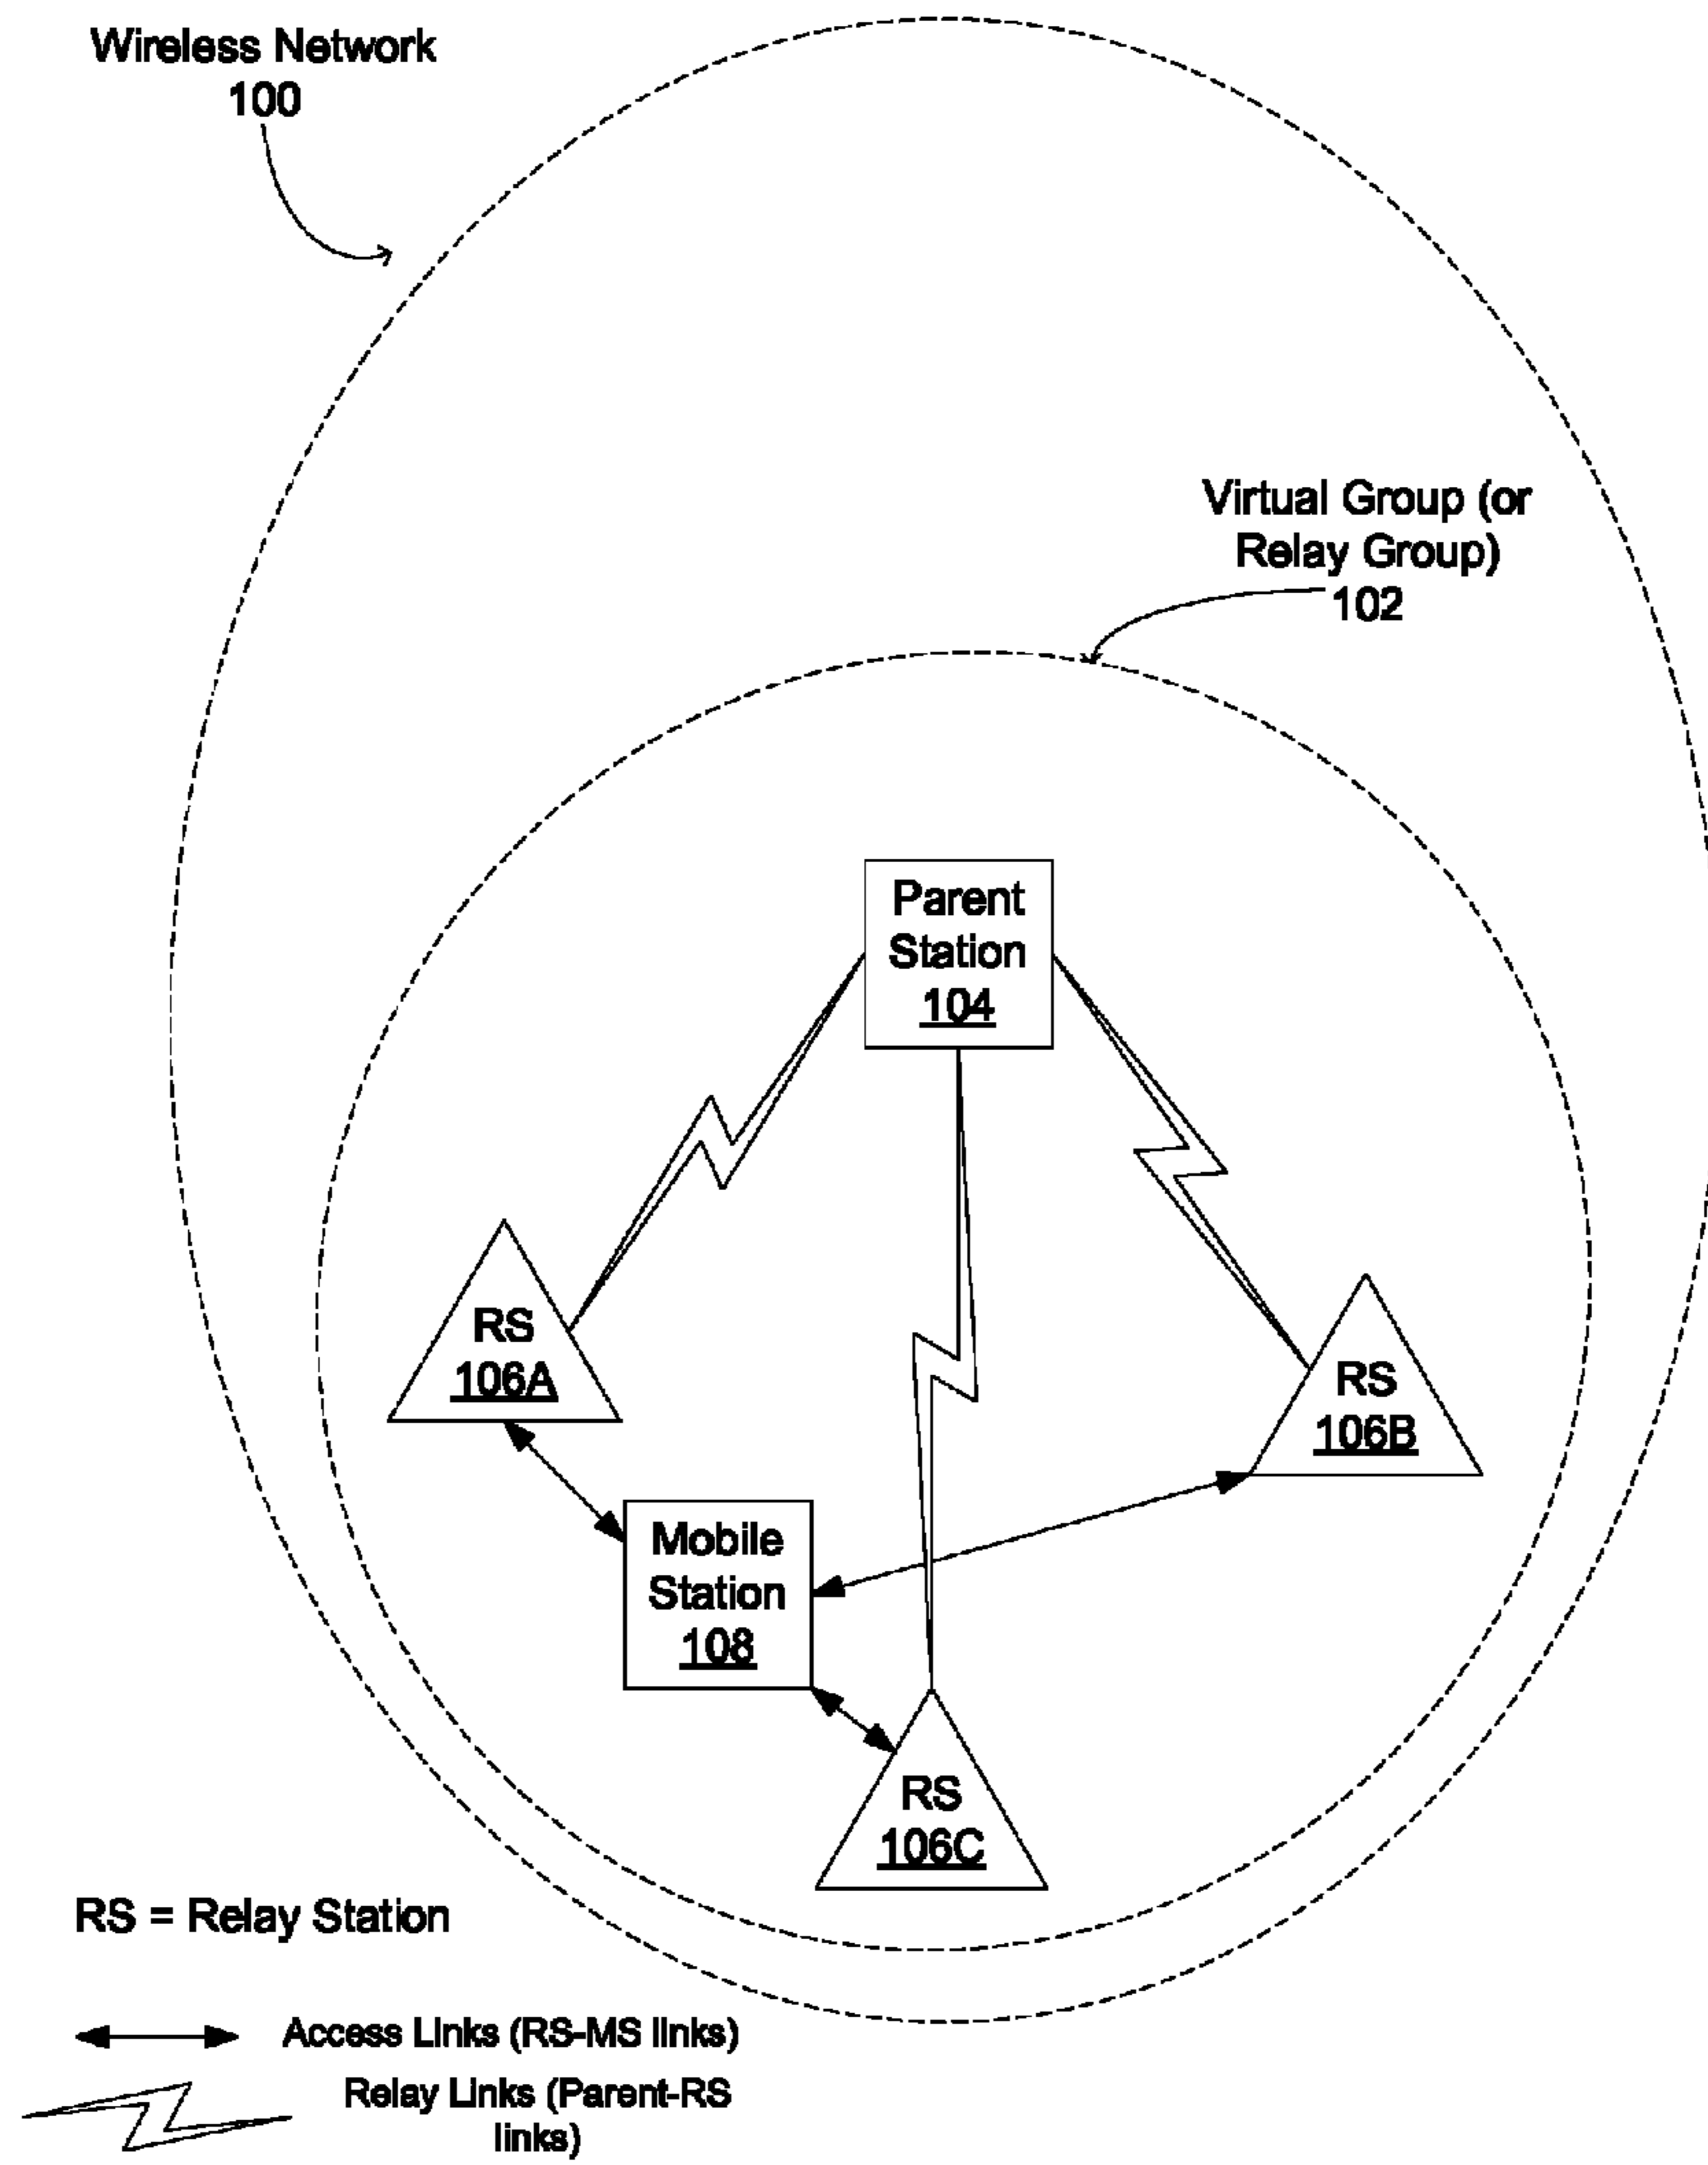 Wireless Network
100
Virtual Group (or
Relay Group)
102
Parent
Station
104
RS
106A
RS
106B
Mobile
Station
108
RS
106C
RS = Relay Station
Access Links (RS-MS links)
Relay Links (Parent-RS
links)